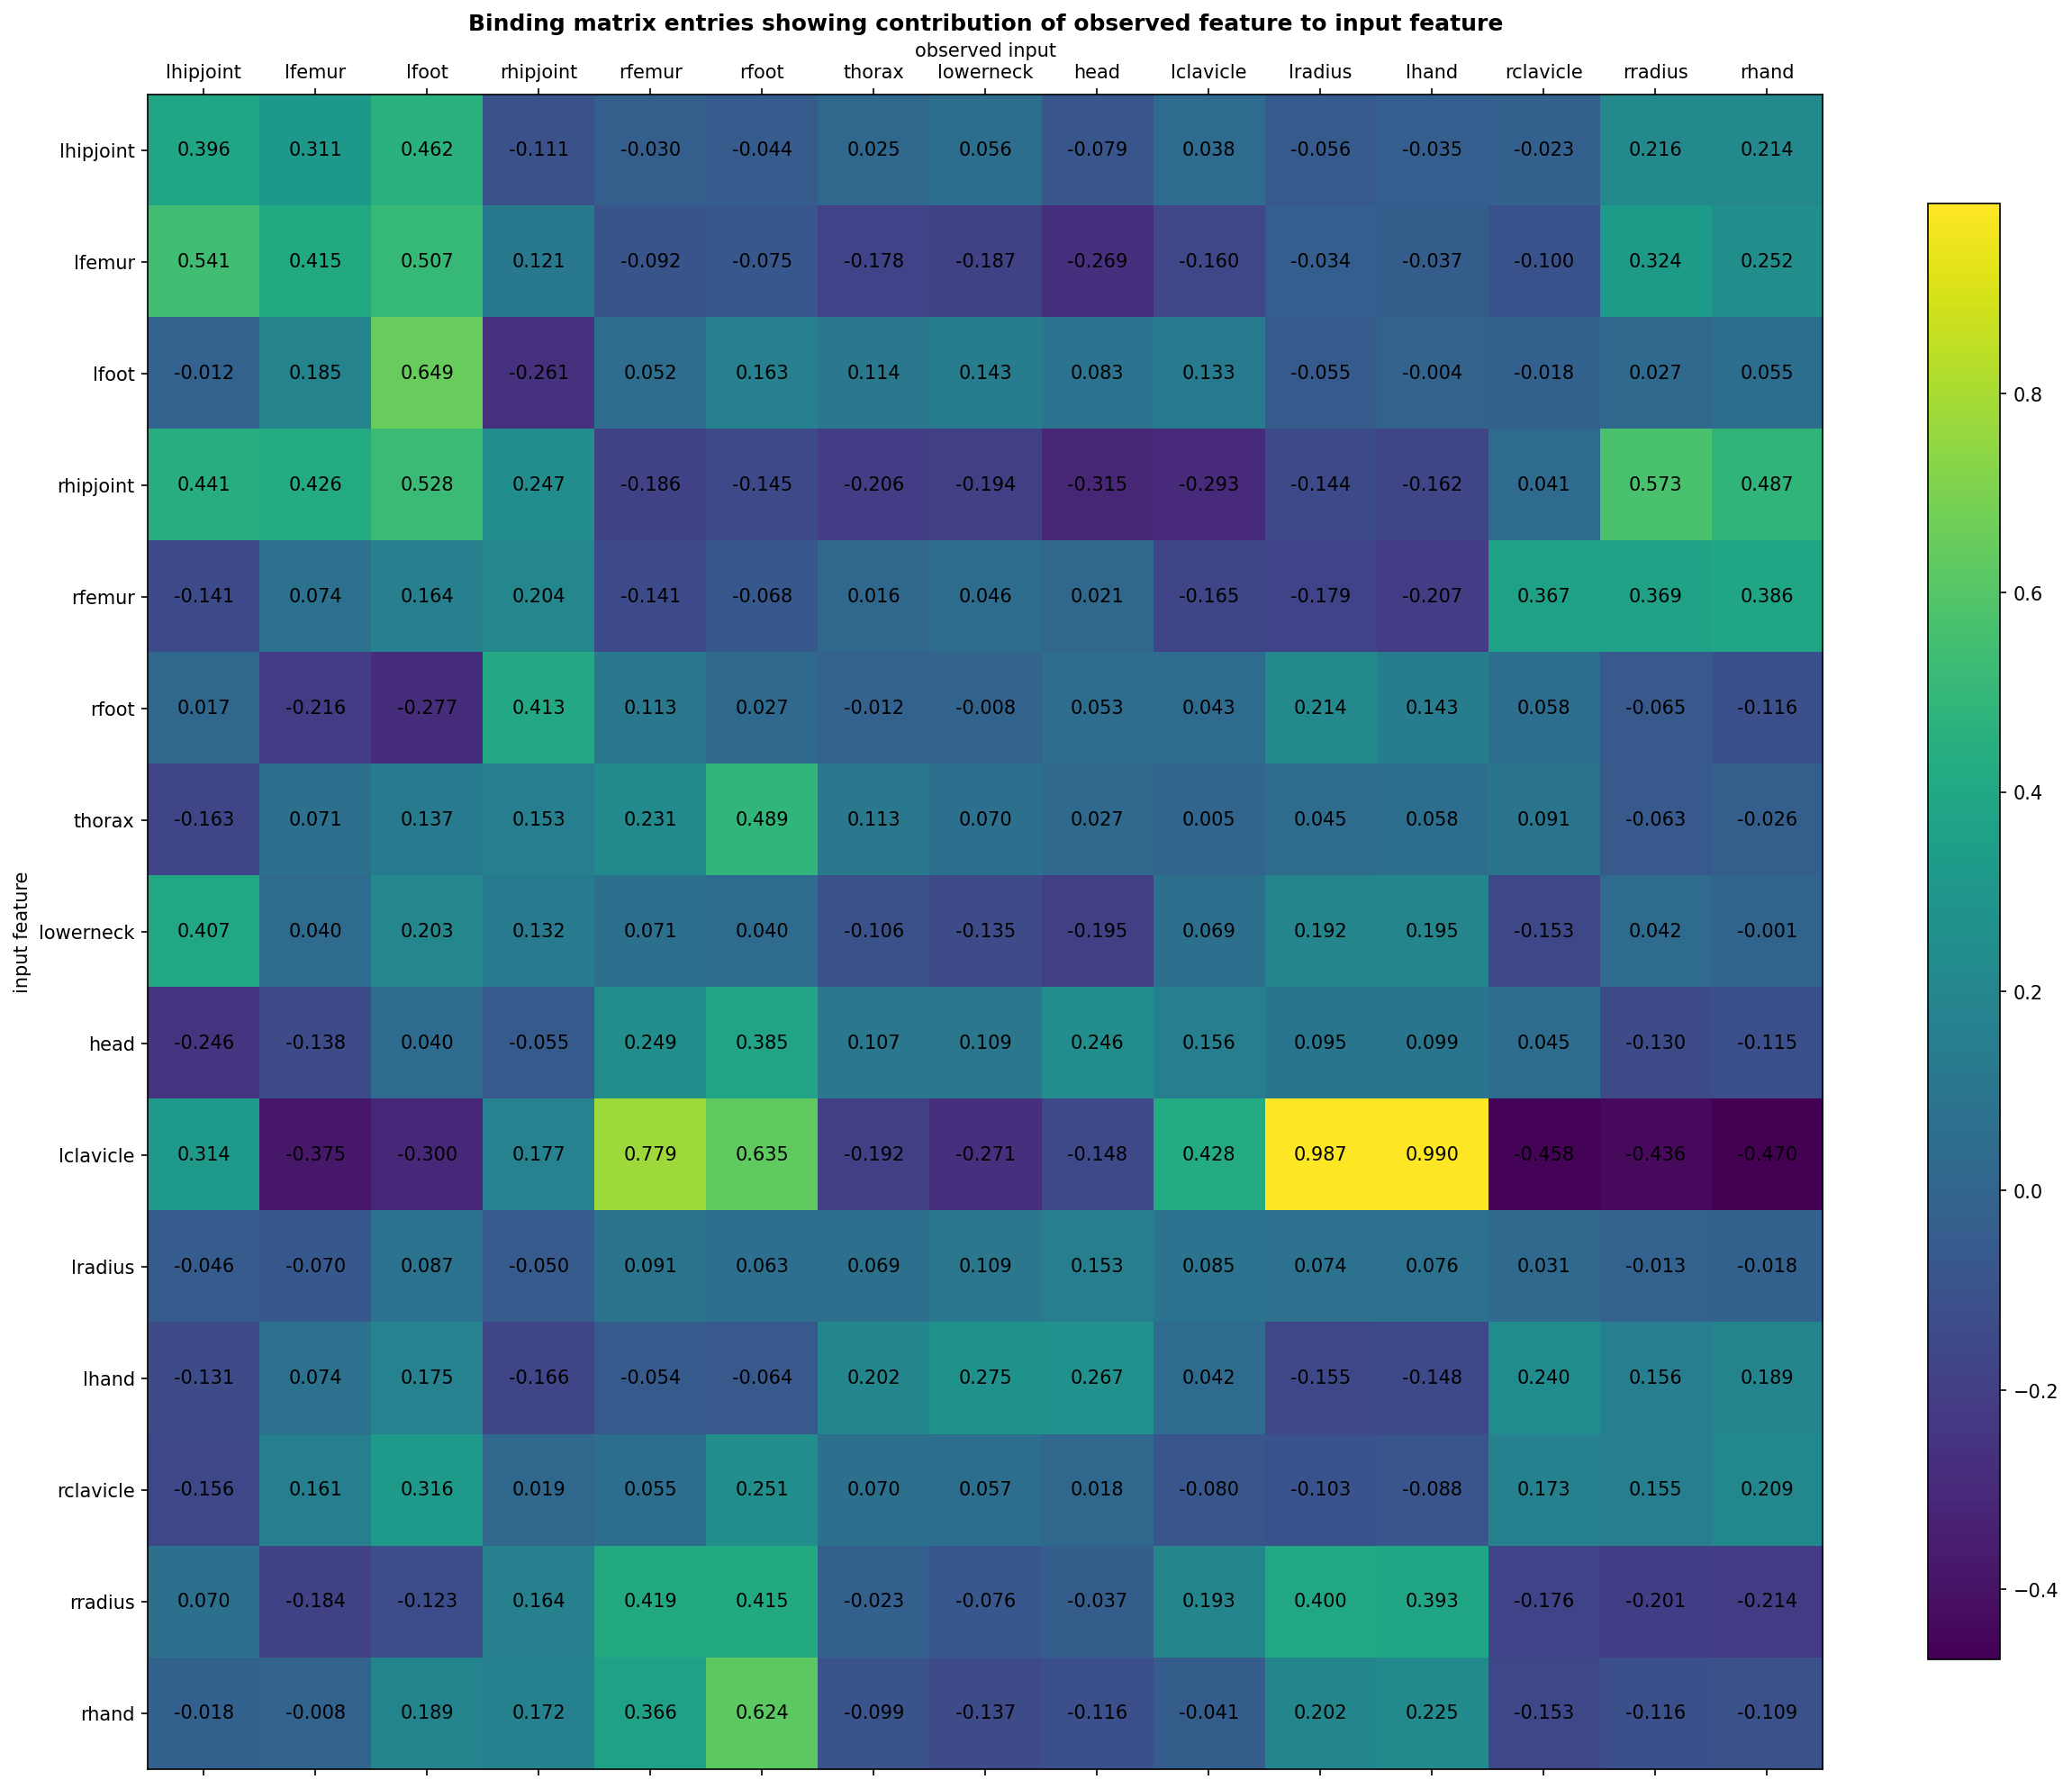 Binding matrix entries showing contribution of observed feature to input feature
observed input
lhipjoint lfemur lfoot rhipjoint rfemur rfoot thorax lowerneck head lclavicle lradius lhand rclavicle rradius rhand
lhipjoint 0.396 0.311 0.462 -0.111 -0.030 -0.044 0.025 0.056 -0.079 0.038 -0.056 -0.035 -0.023 0.216 0.214
lfemur 0.541 0.415 0.507 0.121 -0.092 -0.075 -0.178 -0.187 -0.269 -0.160 -0.034 -0.037 -0.100 0.324 0.252
lfoot -0.012 0.185 0.649 -0.261 0.052 0.163 0.114 0.143 0.083 0.133 -0.055 -0.004 -0.018 0.027 0.055
0.8
rhipjoint 0.441 0.426 0.528 0.247 -0.186 -0.145 -0.206 -0.194 -0.315 -0.293 -0.144 -0.162 0.041 0.573 0.487
rfemur -0.141 0.074 0.164 0.204 -0.141 -0.068 0.016 0.046 0.021 -0.165 -0.179 -0.207 0.367 0.369 0.386
0.6
rfoot 0.017 -0.216 -0.277 0.413 0.113 0.027 -0.012 -0.008 0.053 0.043 0.214 0.143 0.058 -0.065 -0.116
0.4
thorax -0.163 0.071 0.137 0.153 0.231 0.489 0.113 0.070 0.027 0.005 0.045 0.058 0.091 -0.063 -0.026
input feature
lowerneck 0.407 0.040 0.203 0.132 0.071 0.040 -0.106 -0.135 -0.195 0.069 0.192 0.195 -0.153 0.042 -0.001
0.2
head -0.246 -0.138 0.040 -0.055 0.249 0.385 0.107 0.109 0.246 0.156 0.095 0.099 0.045 -0.130 -0.115
lclavicle 0.314 -0.375 -0.300 0.177 0.779 0.635 -0.192 -0.271 -0.148 0.428 0.987 0.990 -0.458 -0.436 -0.470
0.0
lradius -0.046 -0.070 0.087 -0.050 0.091 0.063 0.069 0.109 0.153 0.085 0.074 0.076 0.031 -0.013 -0.018
lhand -0.131 0.074 0.175 -0.166 -0.054 -0.064 0.202 0.275 0.267 0.042 -0.155 -0.148 0.240 0.156 0.189
−0.2
rclavicle -0.156 0.161 0.316 0.019 0.055 0.251 0.070 0.057 0.018 -0.080 -0.103 -0.088 0.173 0.155 0.209
−0.4
rradius 0.070 -0.184 -0.123 0.164 0.419 0.415 -0.023 -0.076 -0.037 0.193 0.400 0.393 -0.176 -0.201 -0.214
rhand -0.018 -0.008 0.189 0.172 0.366 0.624 -0.099 -0.137 -0.116 -0.041 0.202 0.225 -0.153 -0.116 -0.109